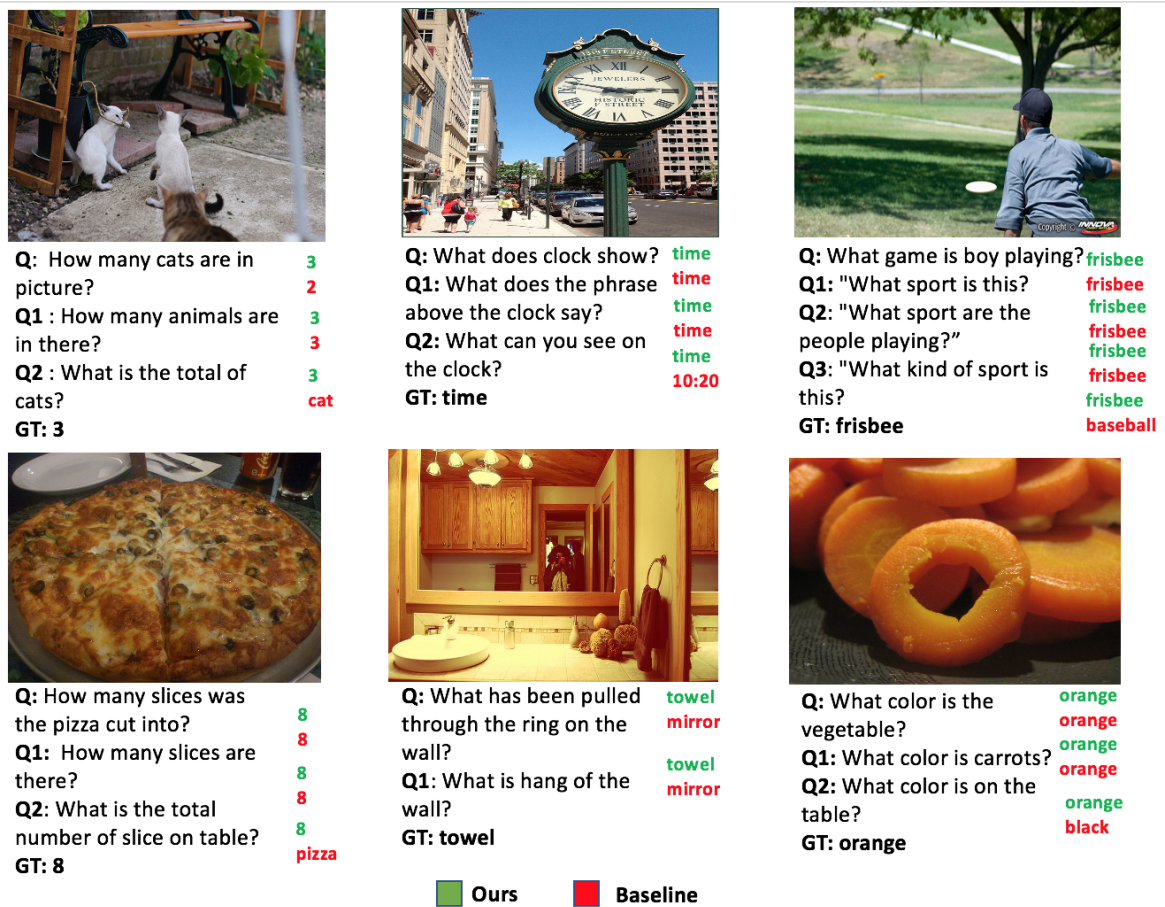 JEWELERS
HISTORIC
F STREET
Copyright © INNOVA
Q: How many cats are in
picture?
3
2
Q1 : How many animals are
in there?
3
3
Q2 : What is the total of
cats?
3
cat
GT: 3
Q: What does clock show?
time
time
Q1: What does the phrase
above the clock say?
time
time
Q2: What can you see on
the clock?
time
10:20
GT: time
Q: What game is boy playing?
frisbee
frisbee
Q1: "What sport is this?
frisbee
frisbee
Q2: "What sport are the
people playing?”
frisbee
frisbee
Q3: "What kind of sport is
this?
frisbee
baseball
GT: frisbee
Q: How many slices was
the pizza cut into?
8
8
Q1: How many slices are
there?
8
8
Q2: What is the total
number of slice on table?
8
pizza
GT: 8
Q: What has been pulled
through the ring on the
wall?
towel
mirror
Q1: What is hang of the
wall?
towel
mirror
GT: towel
Q: What color is the
vegetable?
orange
orange
Q1: What color is carrots?
orange
orange
Q2: What color is on the
table?
orange
black
GT: orange
Ours
Baseline